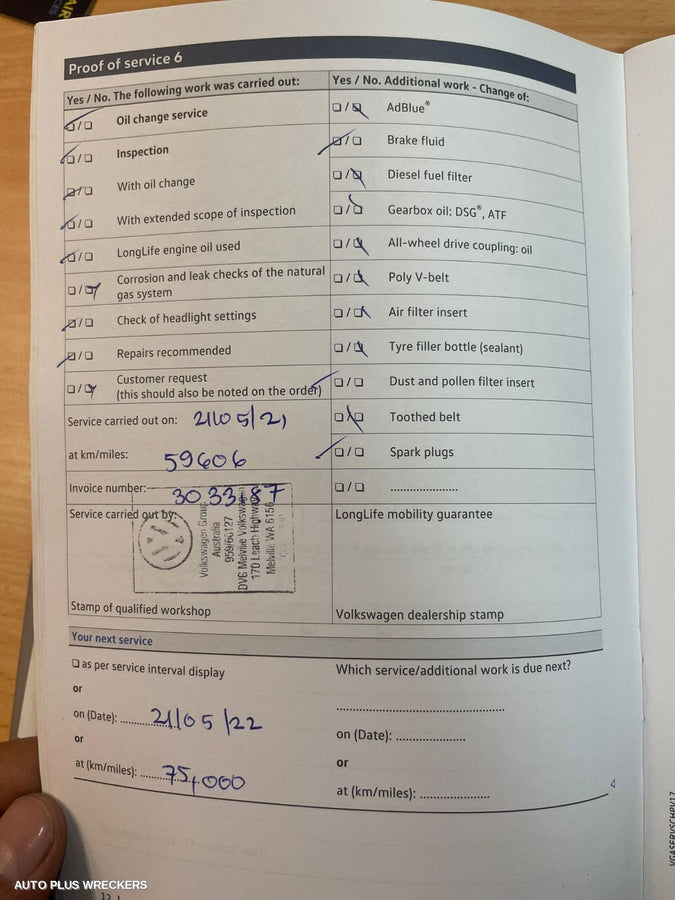 Proof of service 6
Yes / No. The following work was carried out:
☑/☐ Oil change service
☑/☐ Inspection
☑/☐ With oil change
☑/☐ With extended scope of inspection
☑/☐ LongLife engine oil used
☐/☑ Corrosion and leak checks of the natural
gas system
☑/☐ Check of headlight settings
☑/☐ Repairs recommended
☐/☑ Customer request
(this should also be noted on the order)
Service carried out on: 21/05/21
at km/miles: 59606
Invoice number: 303387
Service carried out by:
Volkswagen Group
Australia
959/60127
DVG Melville Volkswagen
170 Leach Highway
Melville WA 6156
Stamp of qualified workshop
Yes / No. Additional work - Change of:
☐/☑ AdBlue®
☑/☐ Brake fluid
☐/☑ Diesel fuel filter
☐/☑ Gearbox oil: DSG®, ATF
☐/☑ All-wheel drive coupling: oil
☐/☑ Poly V-belt
☐/☑ Air filter insert
☐/☑ Tyre filler bottle (sealant)
☑/☐ Dust and pollen filter insert
☐/☑ Toothed belt
☑/☐ Spark plugs
☐/☐ ......................
LongLife mobility guarantee
Volkswagen dealership stamp
Your next service
☐ as per service interval display
or
on (Date): 21/05/22
or
at (km/miles): 75,000
Which service/additional work is due next?
......................................................
on (Date): ......................
or
at (km/miles): ......................
AUTO PLUS WRECKERS